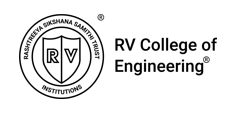 ®
RASHTREEYA SIKSHANA SAMITHI TRUST
RV
INSTITUTIONS
RV College of
Engineering®